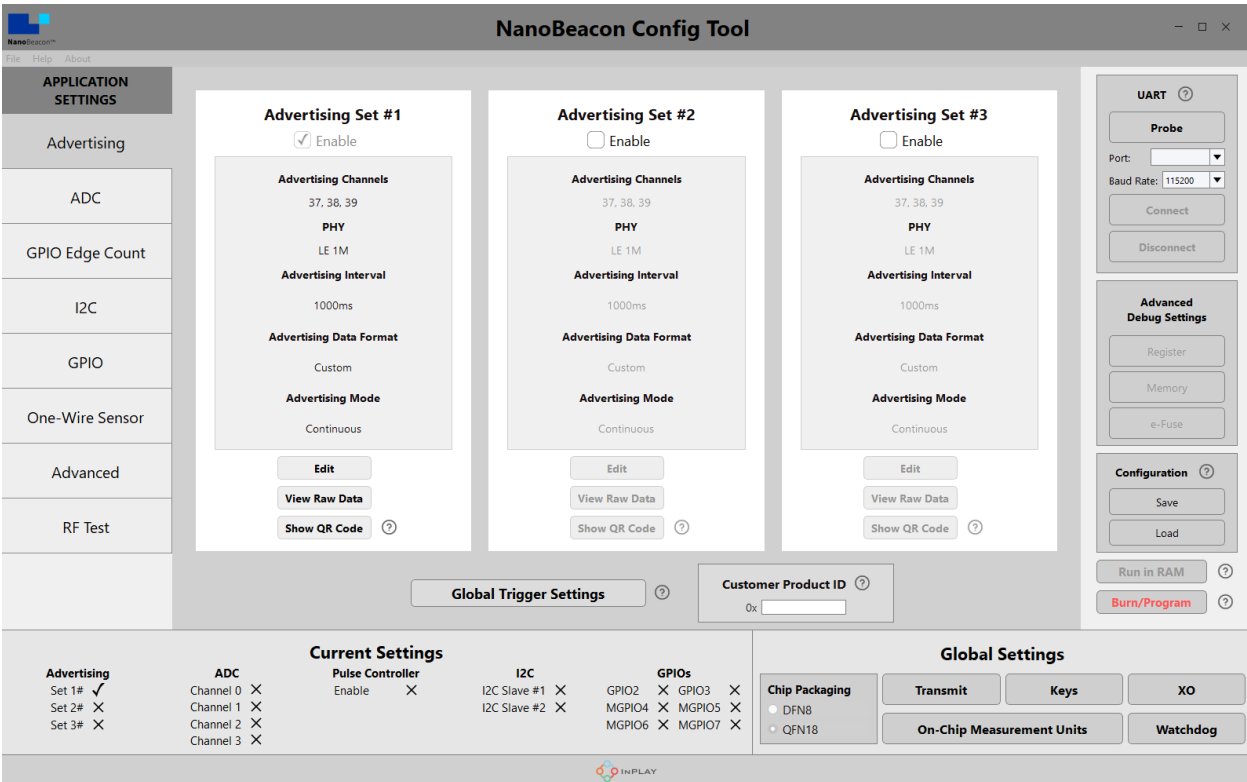 NanoBeacon Config Tool
NanoBeacon™
File Help About
APPLICATION
SETTINGS
Advertising
ADC
GPIO Edge Count
I2C
GPIO
One-Wire Sensor
Advanced
RF Test
Advertising Set #1
Enable
Advertising Channels
37, 38, 39
PHY
LE 1M
Advertising Interval
1000ms
Advertising Data Format
Custom
Advertising Mode
Continuous
Edit
View Raw Data
Show QR Code ?
Advertising Set #2
Enable
Advertising Channels
37, 38, 39
PHY
LE 1M
Advertising Interval
1000ms
Advertising Data Format
Custom
Advertising Mode
Continuous
Edit
View Raw Data
Show QR Code ?
Advertising Set #3
Enable
Advertising Channels
37, 38, 39
PHY
LE 1M
Advertising Interval
1000ms
Advertising Data Format
Custom
Advertising Mode
Continuous
Edit
View Raw Data
Show QR Code ?
Global Trigger Settings ?
Customer Product ID ?
0x
UART ?
Probe
Port:
Baud Rate: 115200
Connect
Disconnect
Advanced
Debug Settings
Register
Memory
e-Fuse
Configuration ?
Save
Load
Run in RAM ?
Burn/Program ?
Current Settings
Advertising
Set 1#
Set 2#
Set 3#
ADC
Channel 0
Channel 1
Channel 2
Channel 3
Pulse Controller
Enable
I2C
I2C Slave #1
I2C Slave #2
GPIOs
GPIO2 GPIO3
MGPIO4 MGPIO5
MGPIO6 MGPIO7
Global Settings
Chip Packaging
DFN8
QFN18
Transmit
Keys
XO
On-Chip Measurement Units
Watchdog
INPLAY